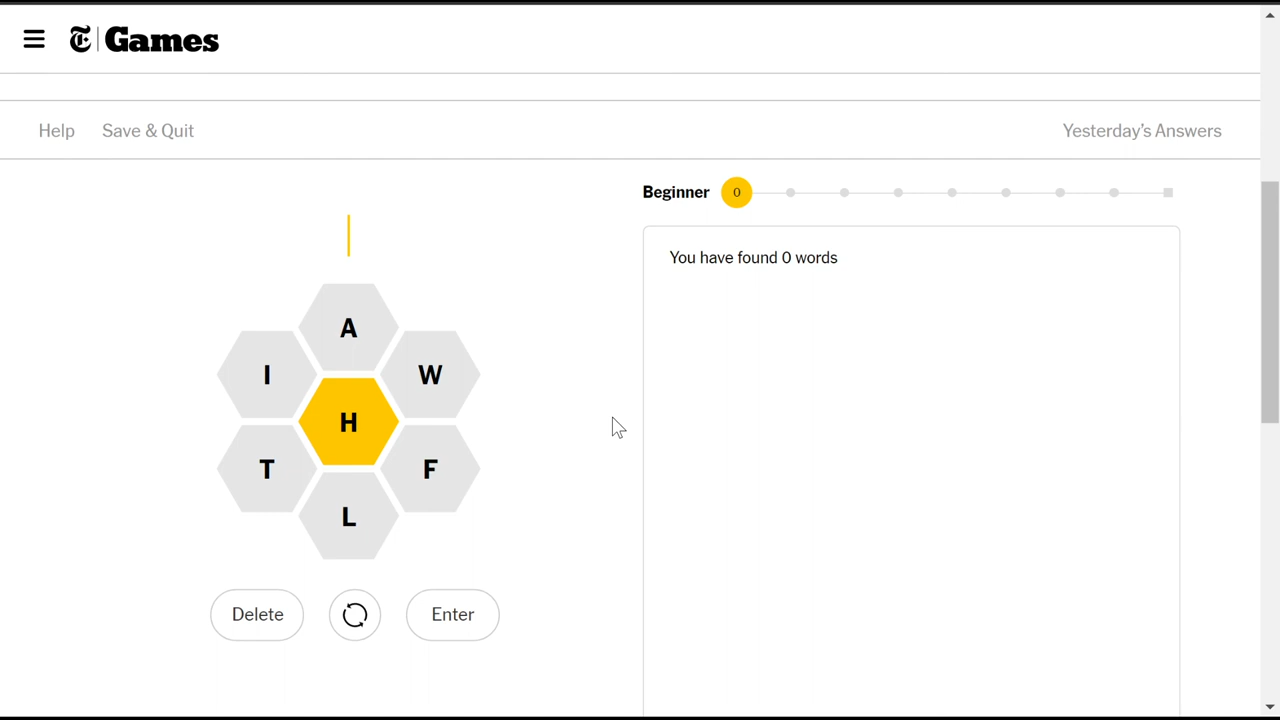 Games
Help Save & Quit Yesterday's Answers
Beginner 0
You have found 0 words
A
I W
H
T F
L
Delete Enter